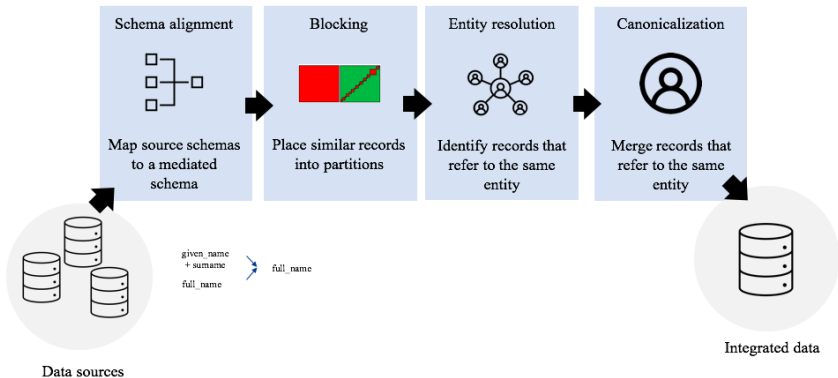 Schema alignment
Blocking
Entity resolution
Canonicalization
Map source schemas
to a mediated
schema
Place similar records
into partitions
Identify records that
refer to the same
entity
Merge records that
refer to the same
entity
given_name
+ surname
full_name
full_name
Data sources
Integrated data